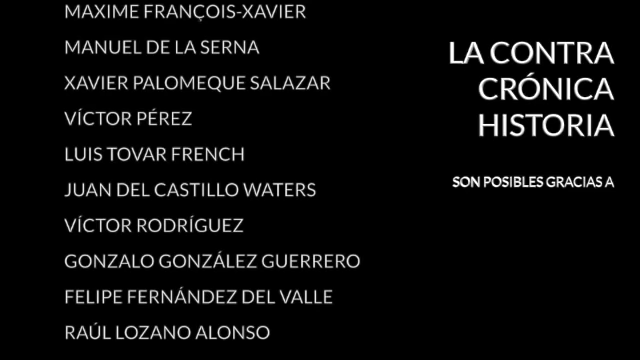 MAXIME FRANÇOIS-XAVIER
MANUEL DE LA SERNA
XAVIER PALOMEQUE SALAZAR
VÍCTOR PÉREZ
LUIS TOVAR FRENCH
JUAN DEL CASTILLO WATERS
VÍCTOR RODRÍGUEZ
GONZALO GONZÁLEZ GUERRERO
FELIPE FERNÁNDEZ DEL VALLE
RAÚL LOZANO ALONSO
LA CONTRA
CRÓNICA
HISTORIA
SON POSIBLES GRACIAS A